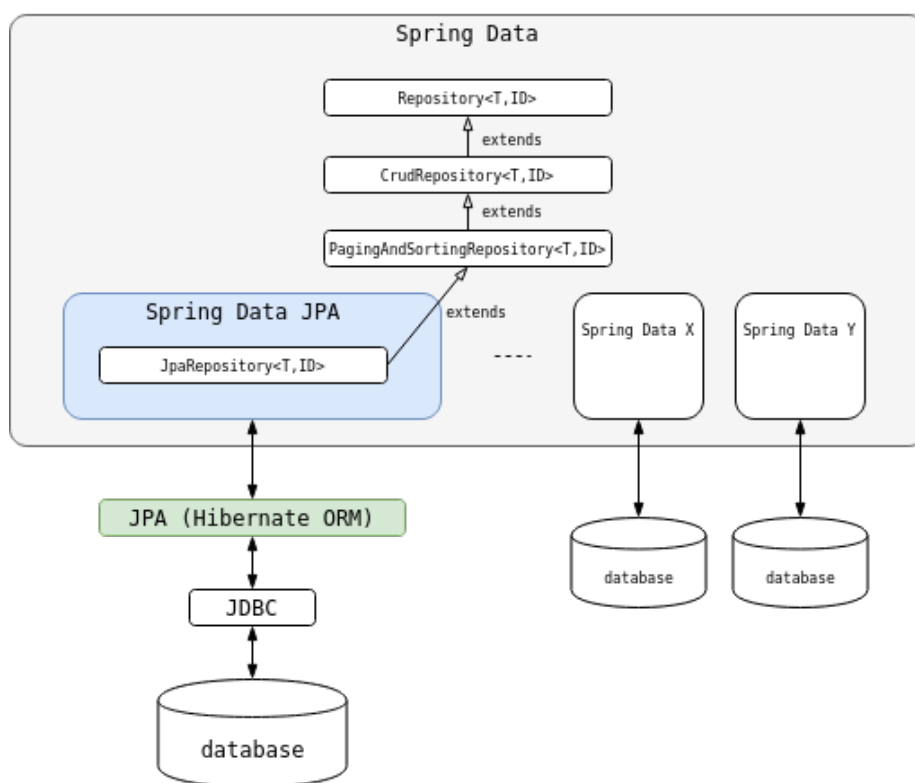 Spring Data
Repository<T,ID>
extends
CrudRepository<T,ID>
extends
PagingAndSortingRepository<T,ID>
Spring Data JPA
extends
JpaRepository<T,ID>
----
Spring Data X
Spring Data Y
JPA (Hibernate ORM)
JDBC
database
database
database